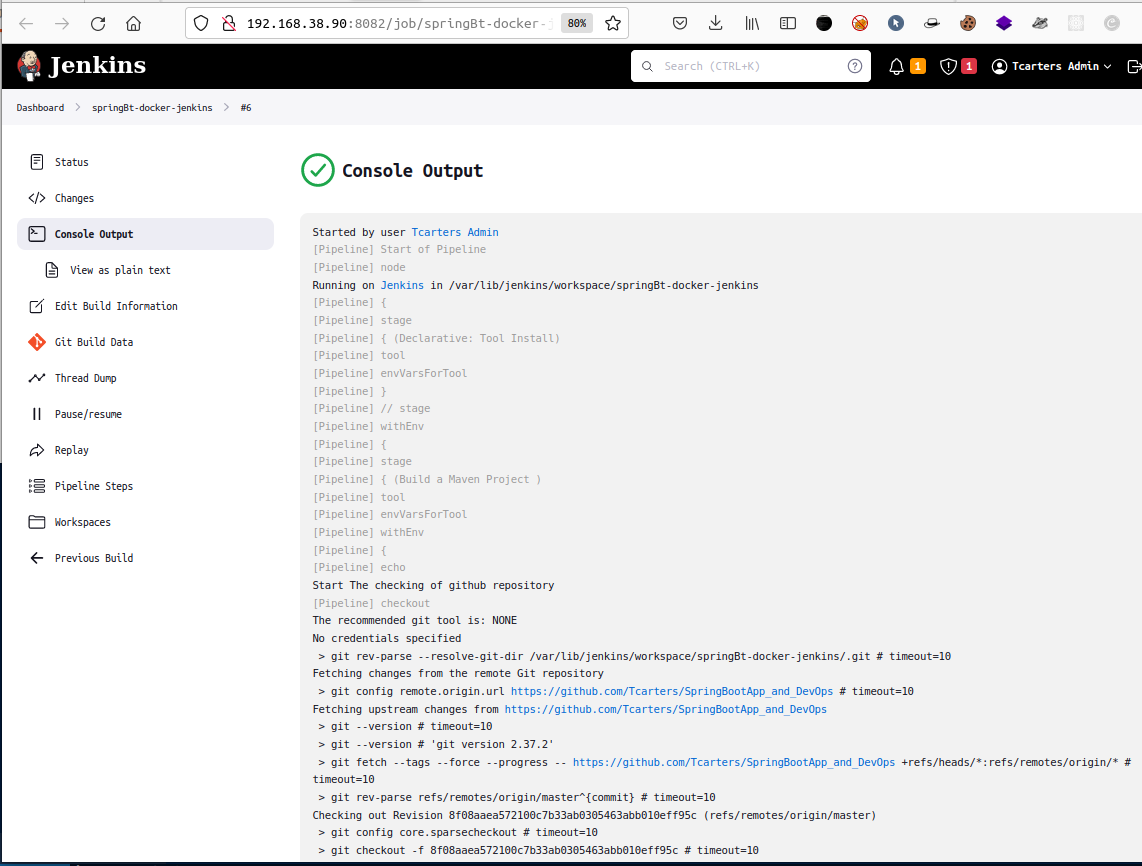 192.168.38.90:8082/job/springBt-docker-j
80%
Jenkins
Search (CTRL+K)
1
1
Tcarters Admin
Dashboard
springBt-docker-jenkins
#6
Status
Changes
Console Output
View as plain text
Edit Build Information
Git Build Data
Thread Dump
Pause/resume
Replay
Pipeline Steps
Workspaces
Previous Build
Console Output
Started by user Tcarters Admin
[Pipeline] Start of Pipeline
[Pipeline] node
Running on Jenkins in /var/lib/jenkins/workspace/springBt-docker-jenkins
[Pipeline] {
[Pipeline] stage
[Pipeline] { (Declarative: Tool Install)
[Pipeline] tool
[Pipeline] envVarsForTool
[Pipeline] }
[Pipeline] // stage
[Pipeline] withEnv
[Pipeline] {
[Pipeline] stage
[Pipeline] { (Build a Maven Project )
[Pipeline] tool
[Pipeline] envVarsForTool
[Pipeline] withEnv
[Pipeline] {
[Pipeline] echo
Start The checking of github repository
[Pipeline] checkout
The recommended git tool is: NONE
No credentials specified
> git rev-parse --resolve-git-dir /var/lib/jenkins/workspace/springBt-docker-jenkins/.git # timeout=10
Fetching changes from the remote Git repository
> git config remote.origin.url https://github.com/Tcarters/SpringBootApp_and_DevOps # timeout=10
Fetching upstream changes from https://github.com/Tcarters/SpringBootApp_and_DevOps
> git --version # timeout=10
> git --version # 'git version 2.37.2'
> git fetch --tags --force --progress -- https://github.com/Tcarters/SpringBootApp_and_DevOps +refs/heads/*:refs/remotes/origin/* #
timeout=10
> git rev-parse refs/remotes/origin/master^{commit} # timeout=10
Checking out Revision 8f08aaea572100c7b33ab0305463abb010eff95c (refs/remotes/origin/master)
> git config core.sparsecheckout # timeout=10
> git checkout -f 8f08aaea572100c7b33ab0305463abb010eff95c # timeout=10